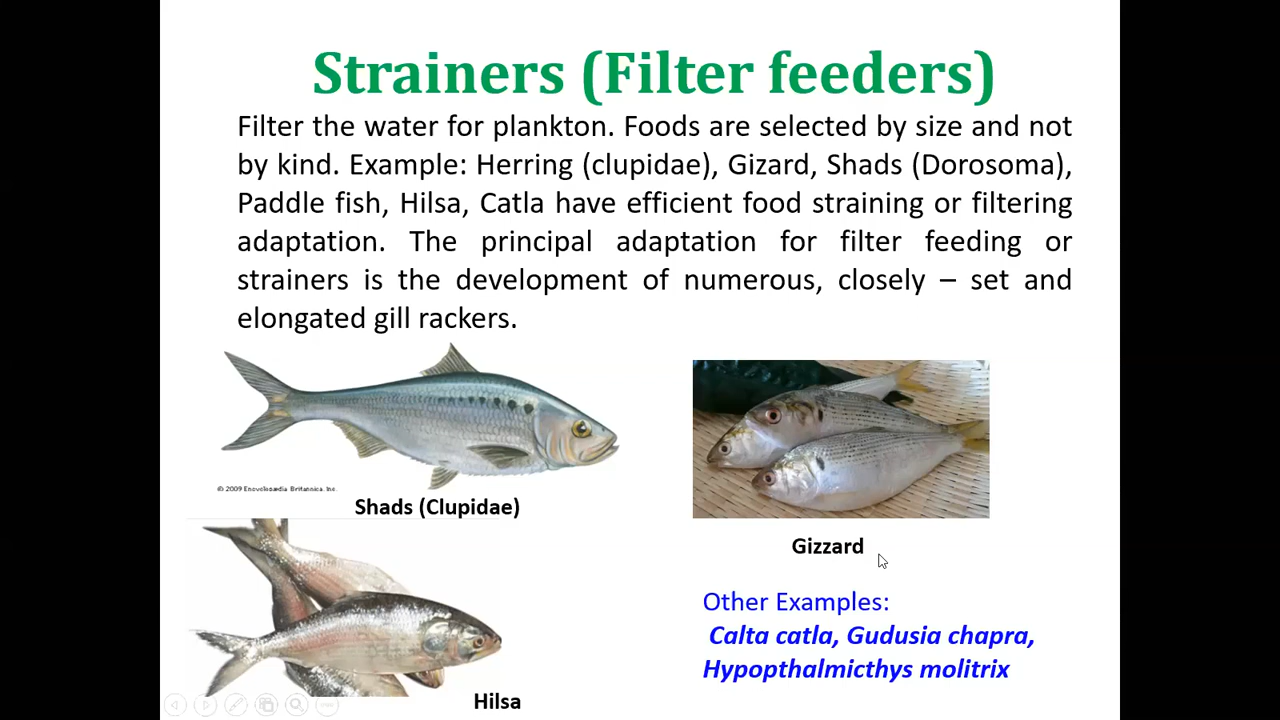 Strainers (Filter feeders)
Filter the water for plankton. Foods are selected by size and not
by kind. Example: Herring (clupidae), Gizard, Shads (Dorosoma),
Paddle fish, Hilsa, Catla have efficient food straining or filtering
adaptation. The principal adaptation for filter feeding or
strainers is the development of numerous, closely – set and
elongated gill rackers.
© 2009 Encyclopædia Britannica, Inc.
Shads (Clupidae)
Gizzard
Other Examples:
Calta catla, Gudusia chapra,
Hypopthalmicthys molitrix
Hilsa